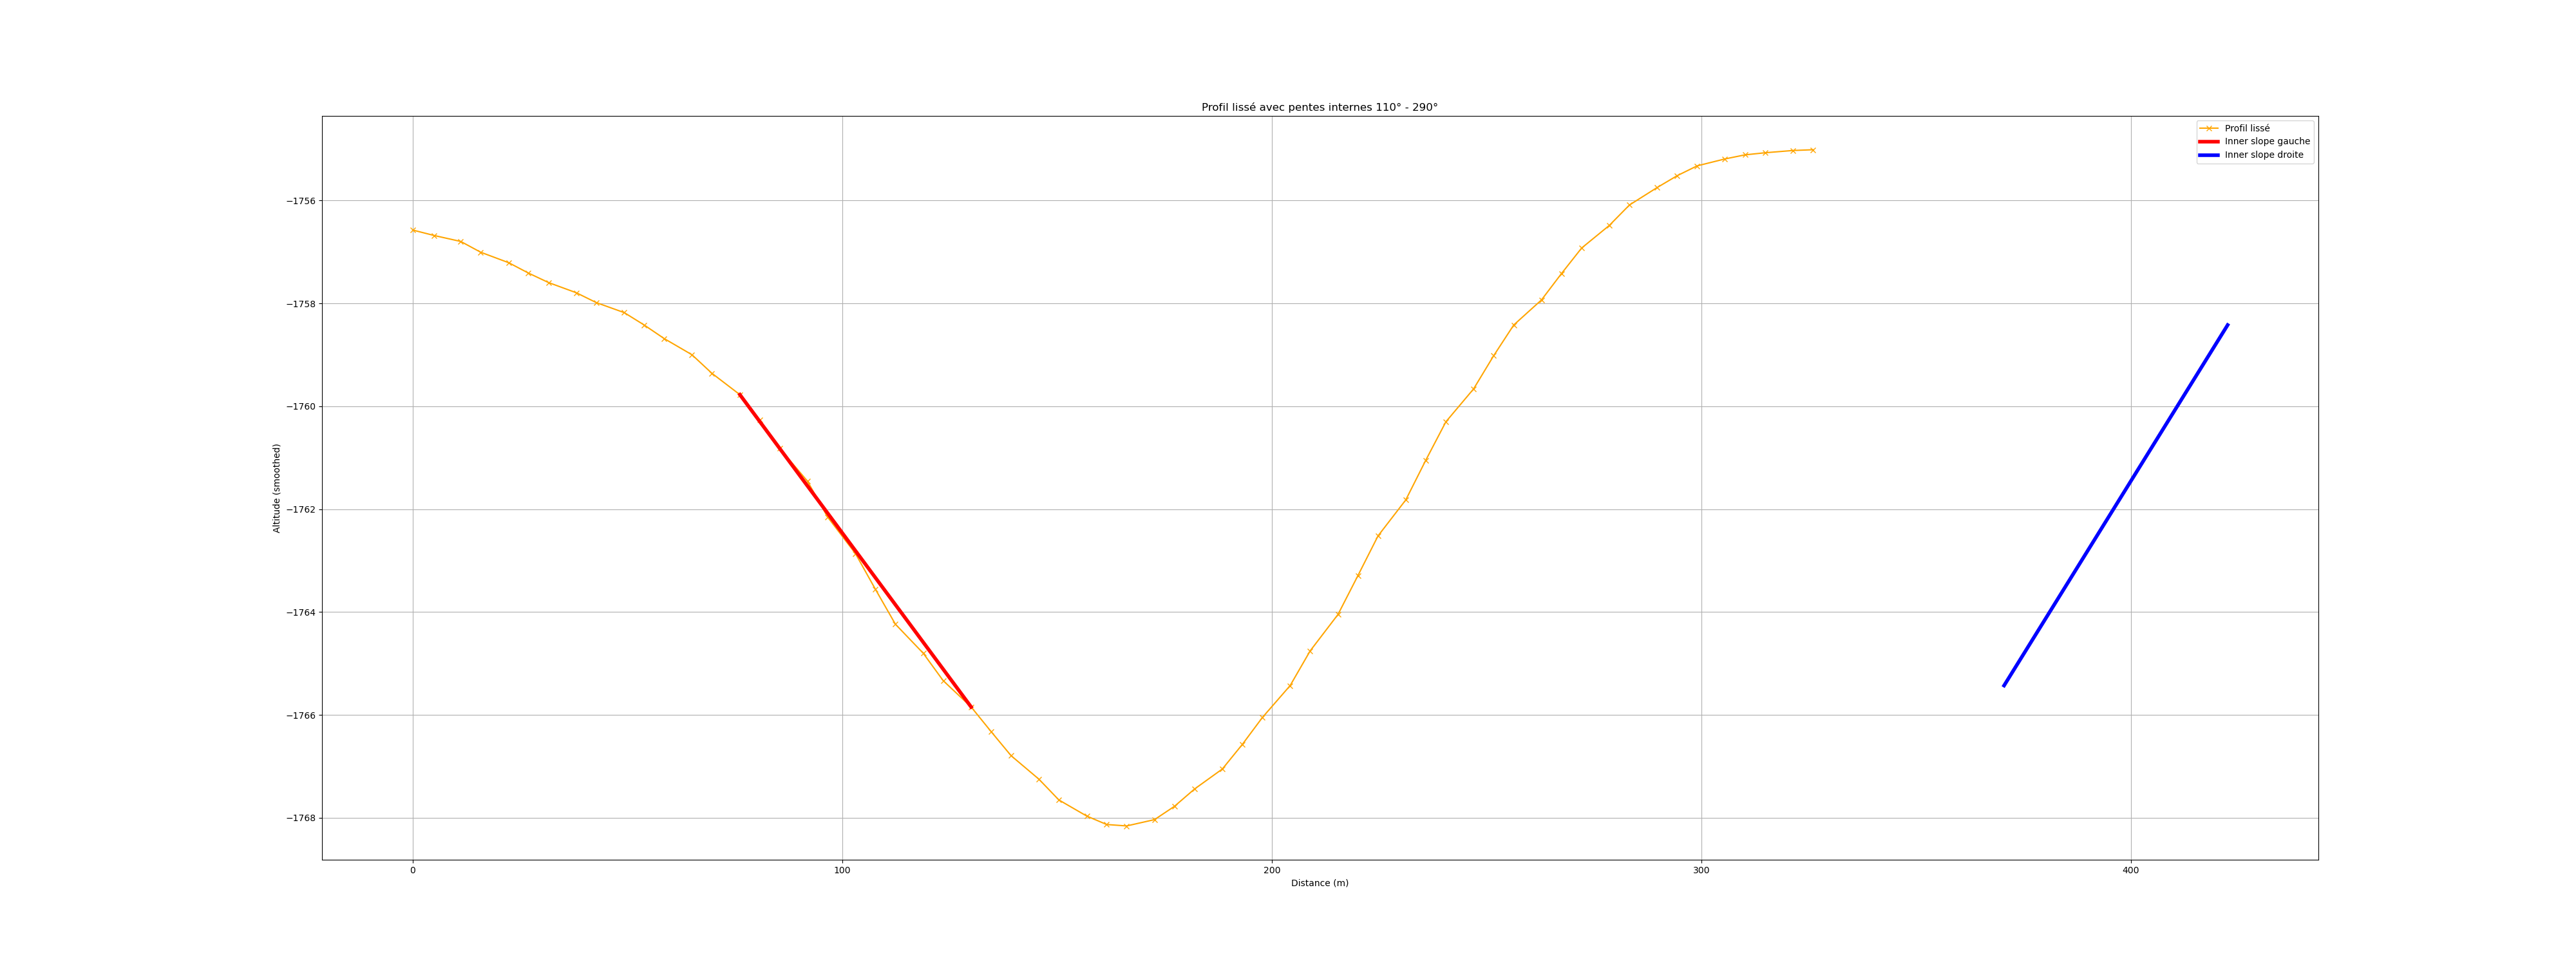 Profil lissé avec pentes internes 110° - 290°
Profil lissé
Inner slope gauche
Inner slope droite
−1756
−1758
−1760
−1762
−1764
−1766
−1768
Altitude (smoothed)
0
100
200
300
400
Distance (m)